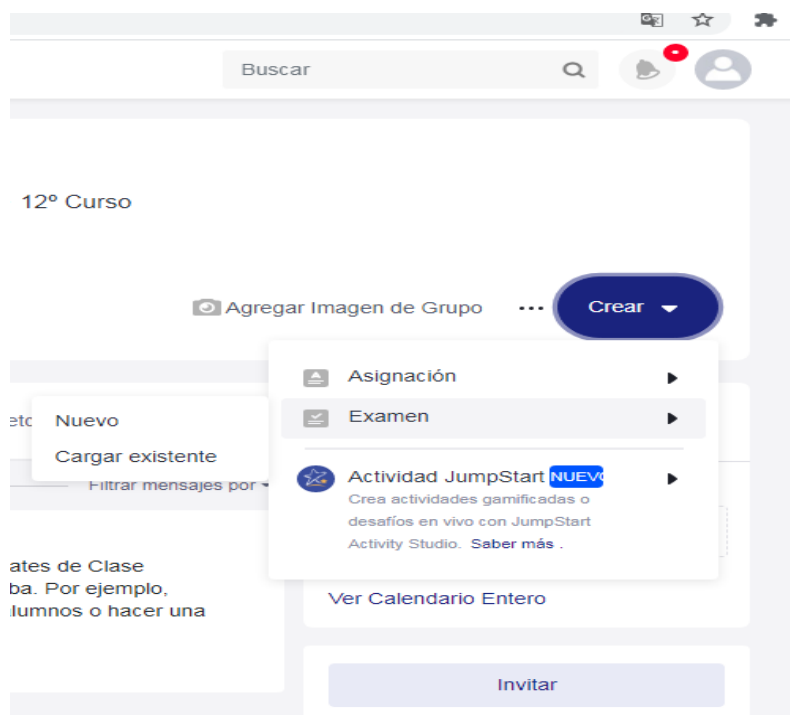 Buscar
12º Curso
Agregar Imagen de Grupo
Crear
Asignación
Examen
Nuevo
Cargar existente
Filtrar mensajes por
Actividad JumpStart NUEVO
Crea actividades gamificadas o
desafíos en vivo con JumpStart
Activity Studio. Saber más .
ates de Clase
ba. Por ejemplo,
lumnos o hacer una
Ver Calendario Entero
Invitar